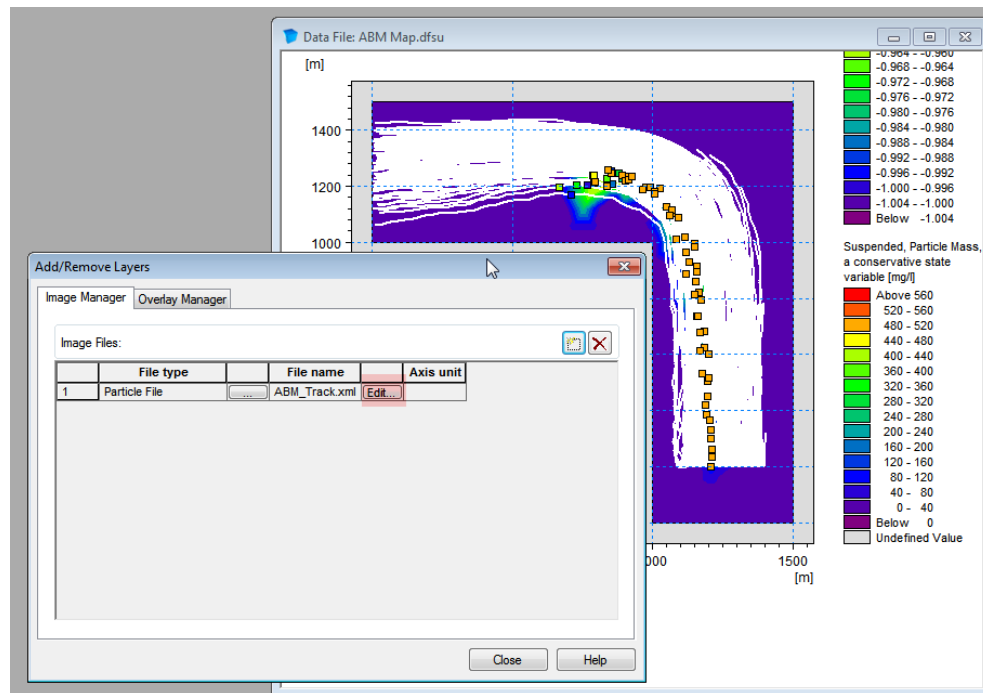 Data File: ABM Map.dfsu
[m]
1400
1200
1000
000
1500
[m]
-0.964 - -0.960
-0.968 - -0.964
-0.972 - -0.968
-0.976 - -0.972
-0.980 - -0.976
-0.984 - -0.980
-0.988 - -0.984
-0.992 - -0.988
-0.996 - -0.992
-1.000 - -0.996
-1.004 - -1.000
Below -1.004
Suspended, Particle Mass,
a conservative state
variable [mg/l]
Above 560
520 - 560
480 - 520
440 - 480
400 - 440
360 - 400
320 - 360
280 - 320
240 - 280
200 - 240
160 - 200
120 - 160
80 - 120
40 - 80
0 - 40
Below 0
Undefined Value
Add/Remove Layers
Image Manager Overlay Manager
Image Files:
File type File name Axis unit
1 Particle File ... ABM_Track.xml Edit...
Close Help